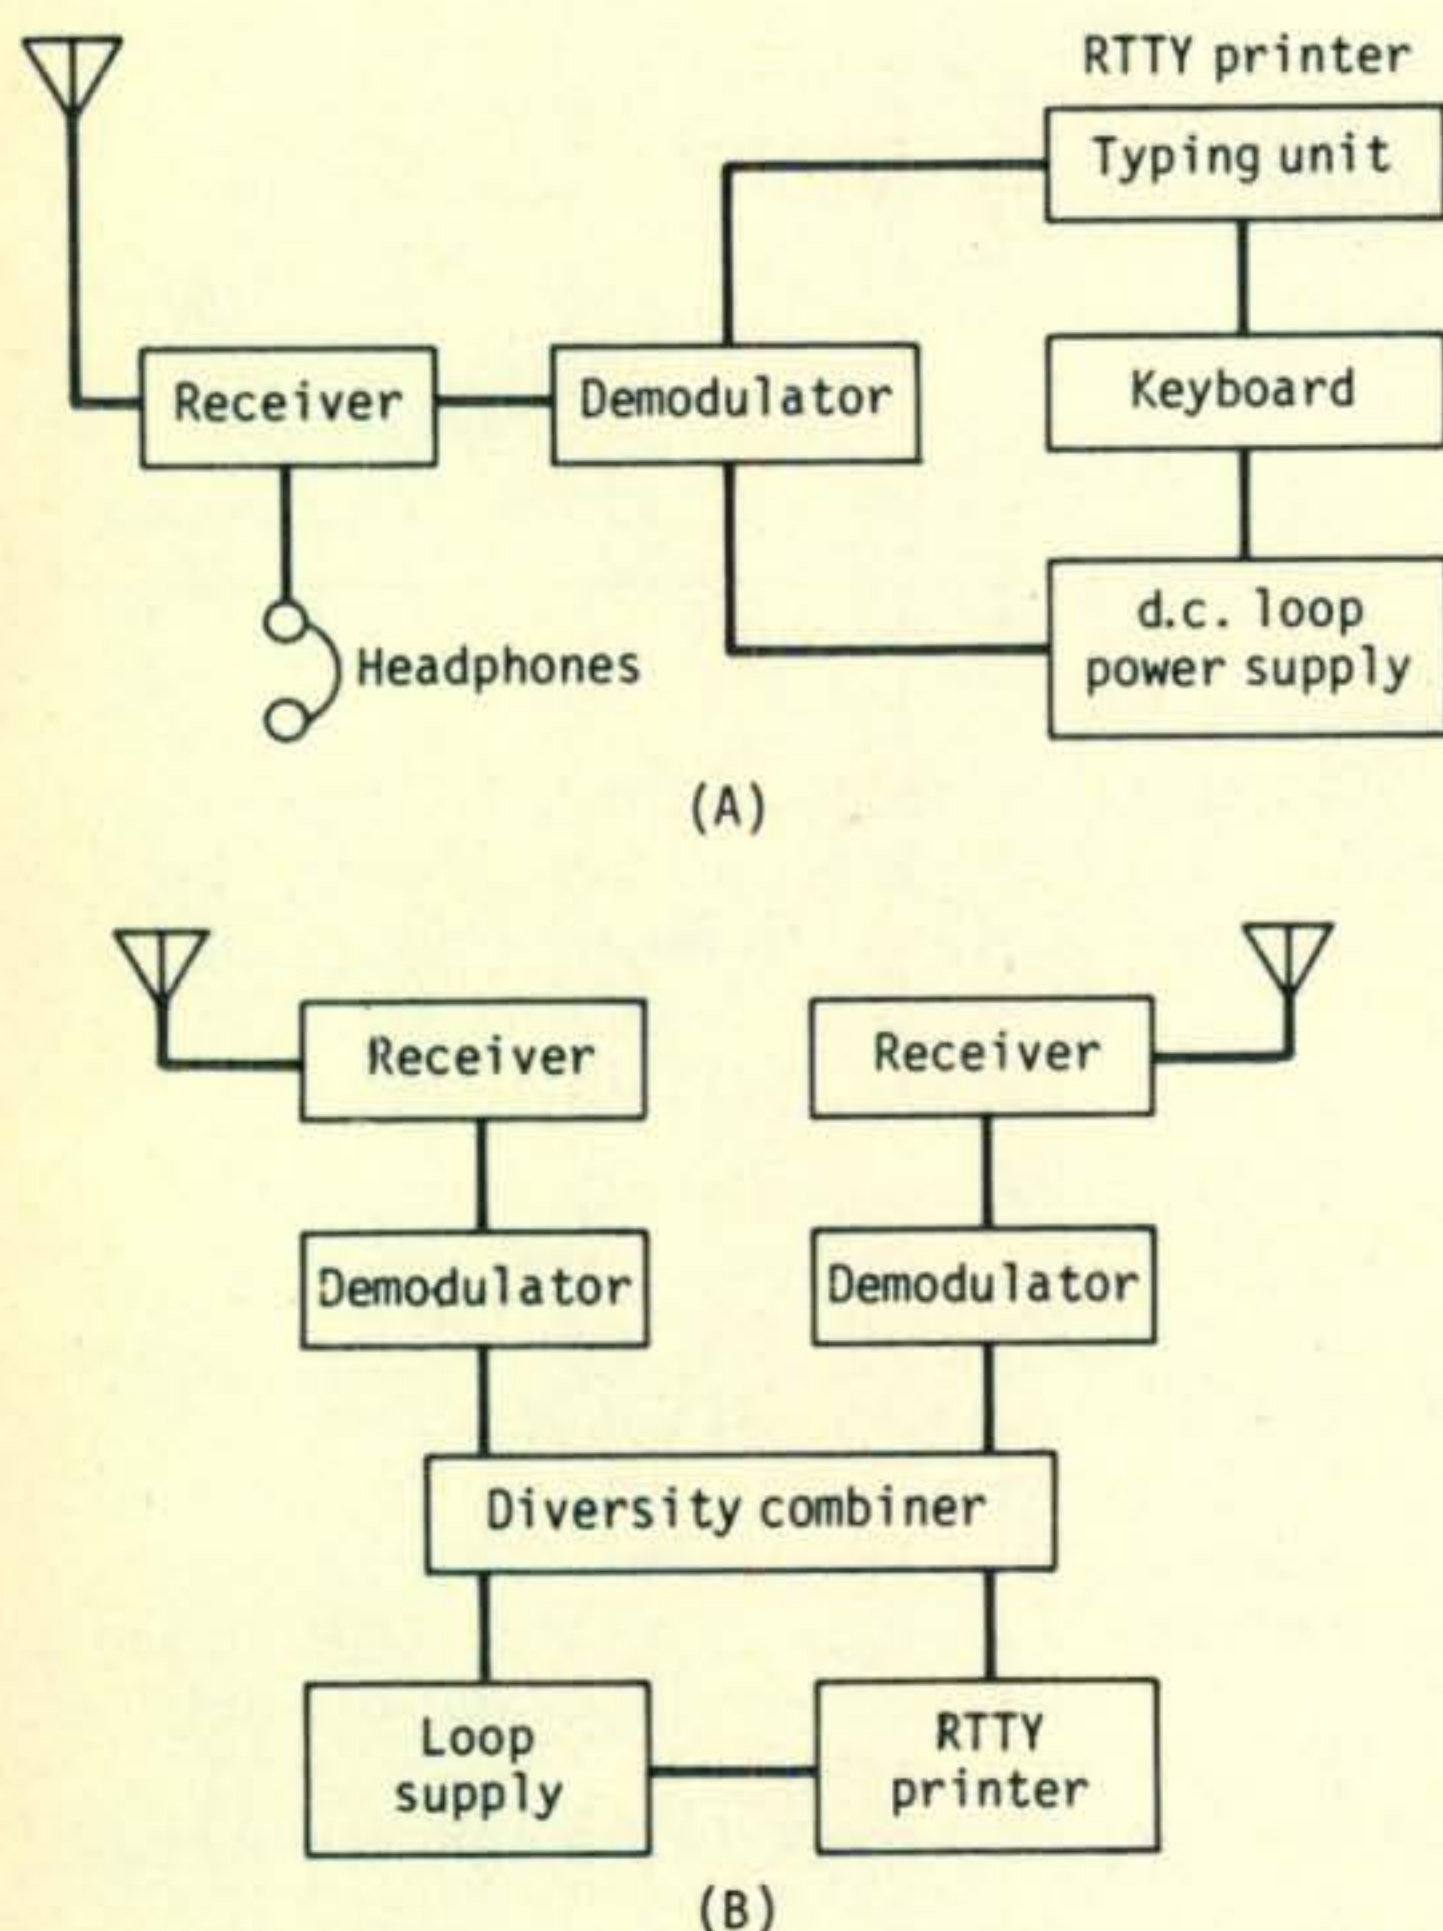 RTTY printer
Typing unit
Receiver
Demodulator
Keyboard
d.c. loop
power supply
Headphones
(A)
Receiver
Receiver
Demodulator
Demodulator
Diversity combiner
Loop
supply
RTTY
printer
(B)